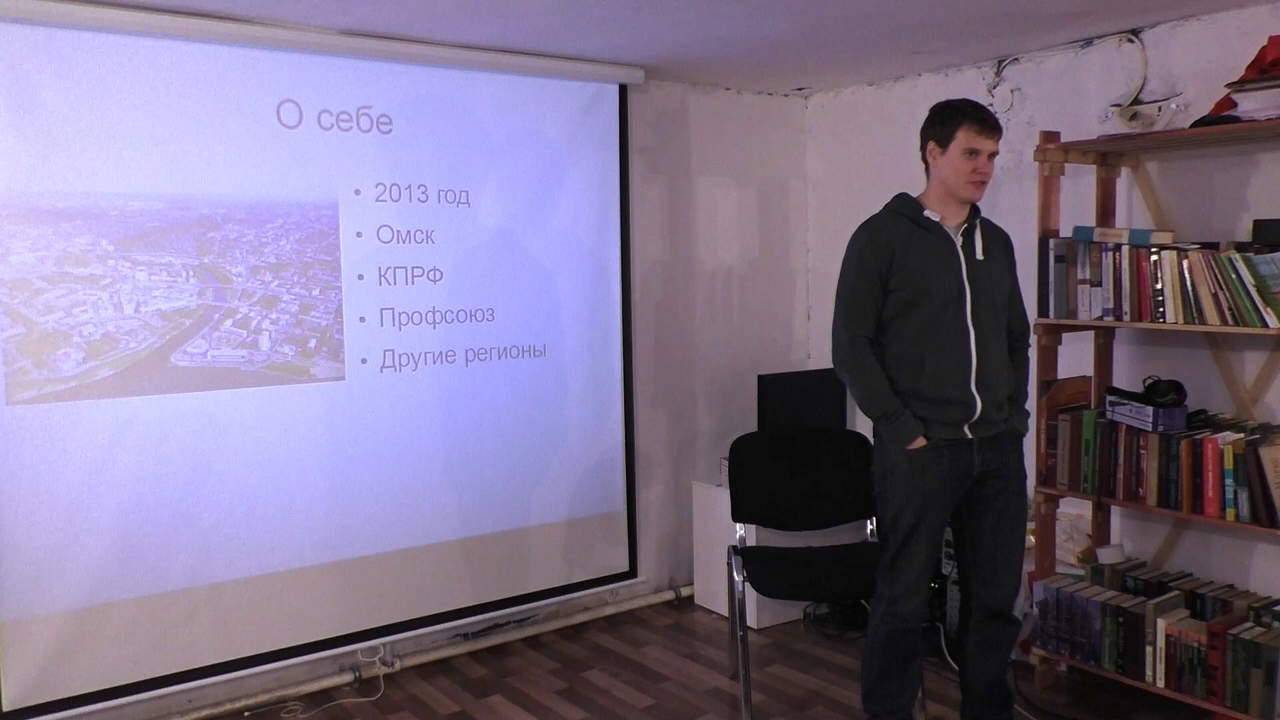 О себе
2013 год
Омск
КПРФ
Профсоюз
Другие регионы